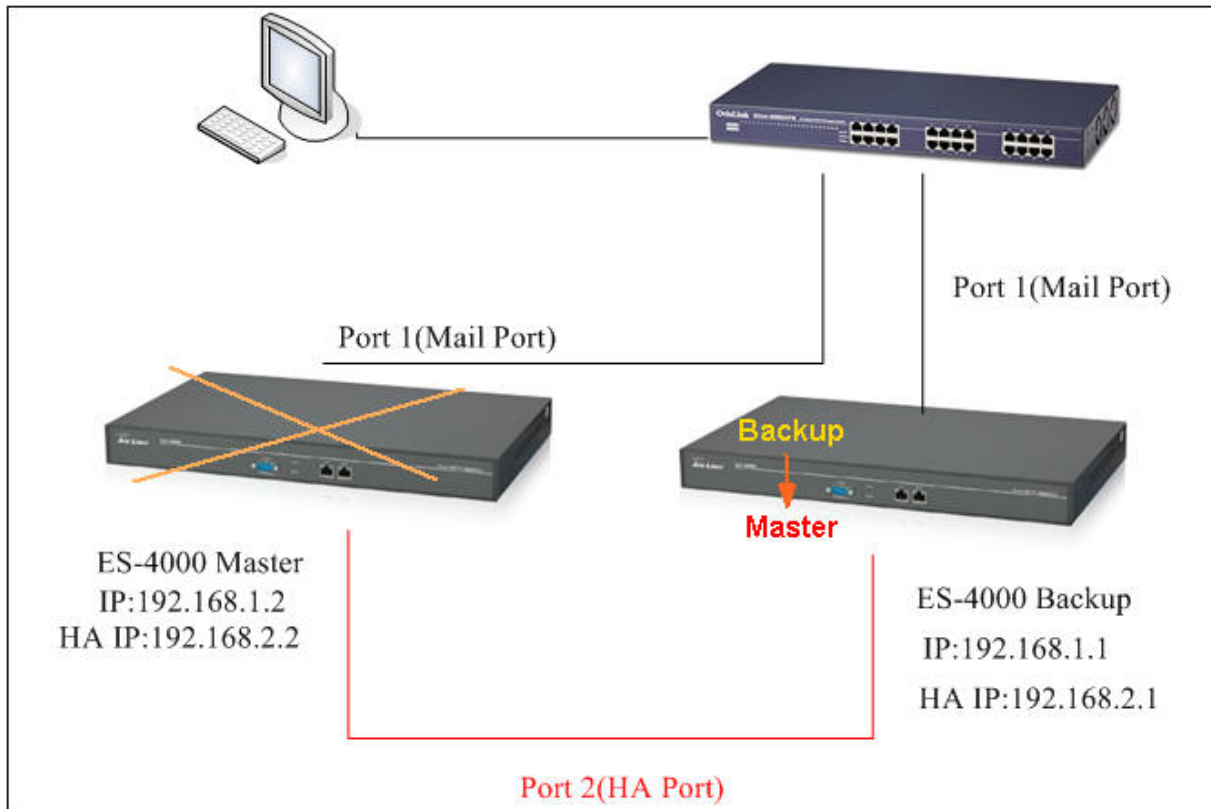 OvisLink
Port 1(Mail Port)
Port 1(Mail Port)
AirLive
Backup
Master
ES-4000 Master
IP:192.168.1.2
HA IP:192.168.2.2
ES-4000 Backup
IP:192.168.1.1
HA IP:192.168.2.1
Port 2(HA Port)